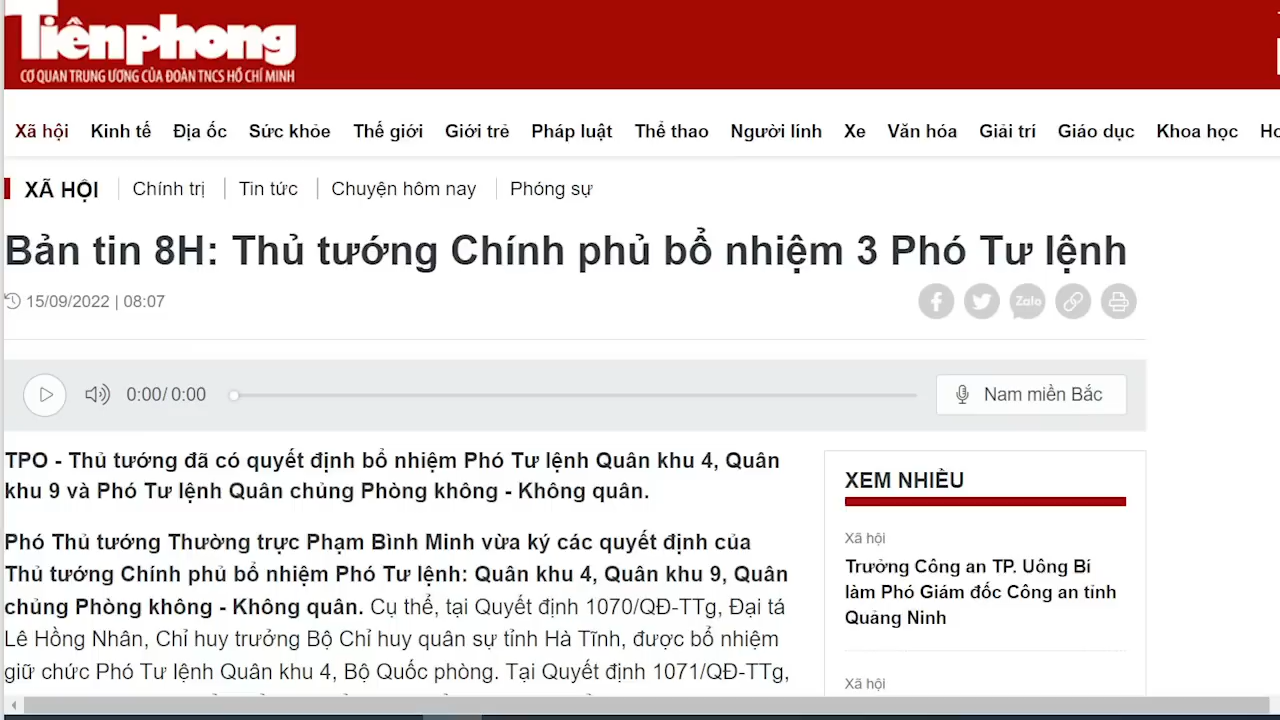 Tiênphong
CƠ QUAN TRUNG ƯƠNG CỦA ĐOÀN TNCS HỒ CHÍ MINH
Xã hội Kinh tế Địa ốc Sức khỏe Thế giới Giới trẻ Pháp luật Thể thao Người lính Xe Văn hóa Giải trí Giáo dục Khoa học
XÃ HỘI Chính trị Tin tức Chuyện hôm nay Phóng sự
Bản tin 8H: Thủ tướng Chính phủ bổ nhiệm 3 Phó Tư lệnh
15/09/2022 | 08:07
Zalo
0:00/ 0:00
Nam miền Bắc
TPO - Thủ tướng đã có quyết định bổ nhiệm Phó Tư lệnh Quân khu 4, Quân
khu 9 và Phó Tư lệnh Quân chủng Phòng không - Không quân.
Phó Thủ tướng Thường trực Phạm Bình Minh vừa ký các quyết định của
Thủ tướng Chính phủ bổ nhiệm Phó Tư lệnh: Quân khu 4, Quân khu 9, Quân
chủng Phòng không - Không quân. Cụ thể, tại Quyết định 1070/QĐ-TTg, Đại tá
Lê Hồng Nhân, Chỉ huy trưởng Bộ Chỉ huy quân sự tỉnh Hà Tĩnh, được bổ nhiệm
giữ chức Phó Tư lệnh Quân khu 4, Bộ Quốc phòng. Tại Quyết định 1071/QĐ-TTg,
XEM NHIỀU
Xã hội
Trưởng Công an TP. Uông Bí
làm Phó Giám đốc Công an tỉnh
Quảng Ninh
Xã hội